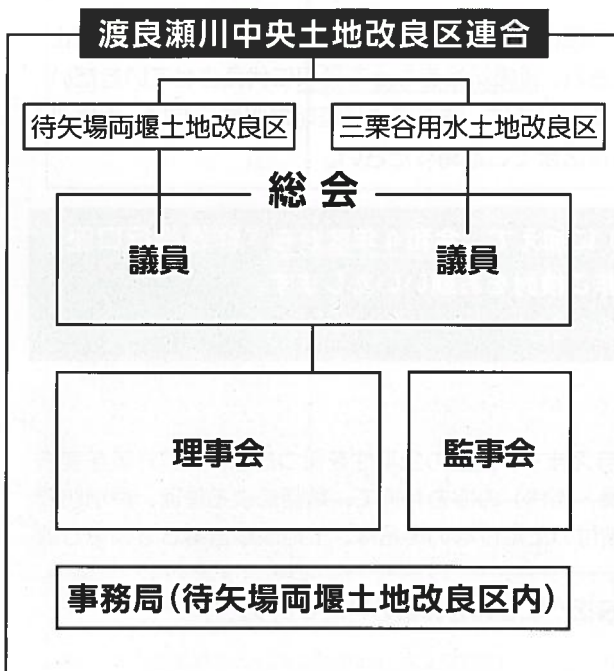 渡良瀬川中央土地改良区連合
待矢場両堰土地改良区
三栗谷用水土地改良区
総会
議員
議員
理事会
監事会
事務局(待矢場両堰土地改良区内)